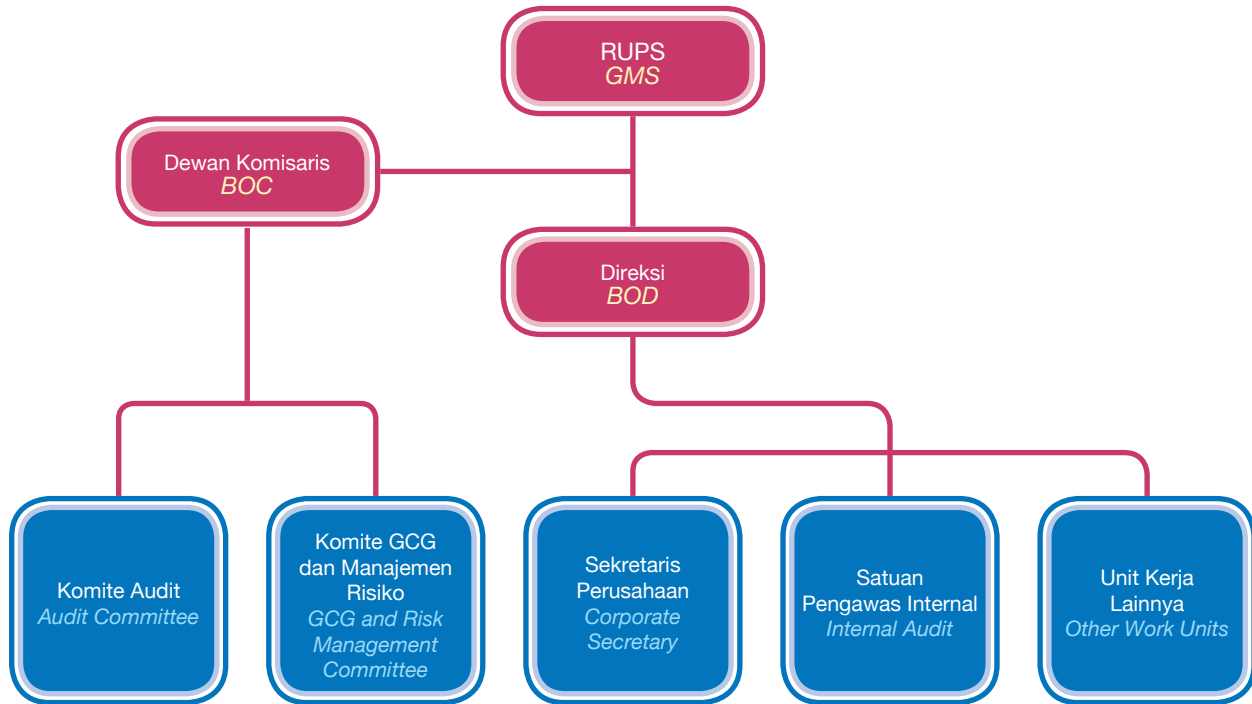 RUPS
GMS
Dewan Komisaris
BOC
Direksi
BOD
Komite Audit
Audit Committee
Komite GCG
dan Manajemen
Risiko
GCG and Risk
Management
Committee
Sekretaris
Perusahaan
Corporate
Secretary
Satuan
Pengawas Internal
Internal Audit
Unit Kerja
Lainnya
Other Work Units